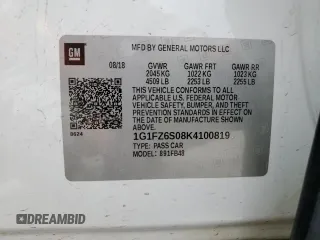 GM
MFD BY GENERAL MOTORS LLC
08/18 GVWR GAWR FRT GAWR RR
2045 KG 1022 KG 1023 KG
4509 LB 2253 LB 2255 LB
THIS VEHICLE CONFORMS TO ALL
APPLICABLE U.S. FEDERAL MOTOR
VEHICLE SAFETY, BUMPER, AND THEFT
PREVENTION STANDARDS IN EFFECT
ON THE DATE OF MANUFACTURE
SHOWN ABOVE.
1G1FZ6S08K4100819
TYPE: PASS CAR
DREAMBID